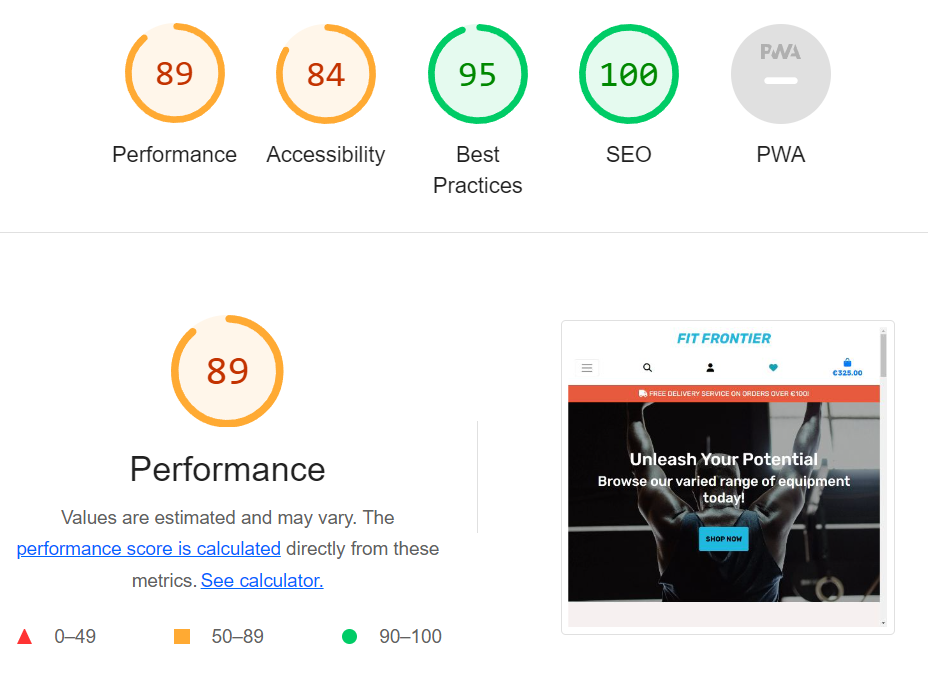 89
84
95
100
PWA
Performance
Accessibility
Best
Practices
SEO
PWA
89
Performance
Values are estimated and may vary. The
performance score is calculated directly from these
metrics. See calculator.
0–49
50–89
90–100
FIT FRONTIER
€325.00
FREE DELIVERY SERVICE ON ORDERS OVER €100!
Unleash Your Potential
Browse our varied range of equipment
today!
SHOP NOW